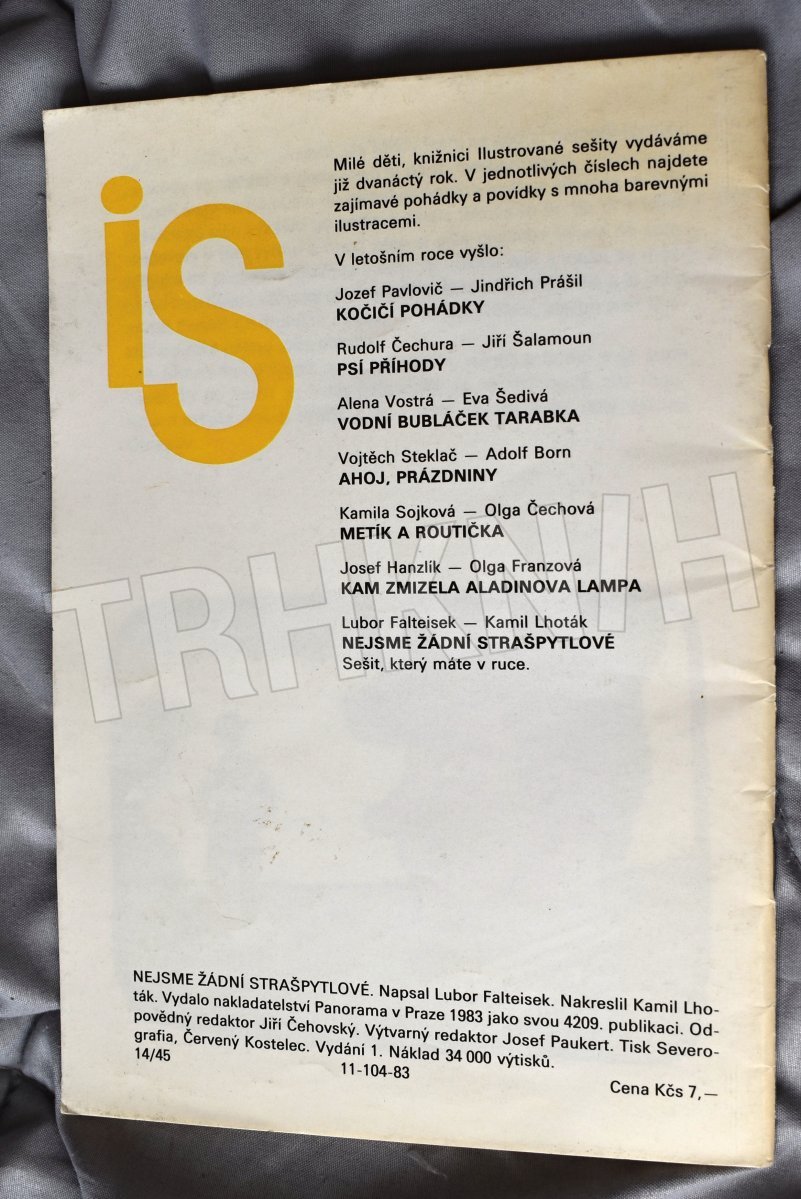 iS
Milé děti, knižnici Ilustrované sešity vydáváme
již dvanáctý rok. V jednotlivých číslech najdete
zajímavé pohádky a povídky s mnoha barevnými
ilustracemi.
V letošním roce vyšlo:
Jozef Pavlovič — Jindřich Prášil
KOČIČÍ POHÁDKY
Rudolf Čechura — Jiří Šalamoun
PSÍ PŘÍHODY
Alena Vostrá — Eva Šedivá
VODNÍ BUBLÁČEK TARABKA
Vojtěch Steklač — Adolf Born
AHOJ, PRÁZDNINY
Kamila Sojková — Olga Čechová
METÍK A ROUTIČKA
Josef Hanzlík — Olga Franzová
KAM ZMIZELA ALADINOVA LAMPA
Lubor Falteisek — Kamil Lhoták
NEJSME ŽÁDNÍ STRAŠPYTLOVÉ
Sešit, který máte v ruce.
TRHKNIH
NEJSME ŽÁDNÍ STRAŠPYTLOVÉ. Napsal Lubor Falteisek. Nakreslil Kamil Lho-
ták. Vydalo nakladatelství Panorama v Praze 1983 jako svou 4209. publikaci. Od-
povědný redaktor Jiří Čehovský. Výtvarný redaktor Josef Paukert. Tisk Severo-
grafia, Červený Kostelec. Vydání 1. Náklad 34 000 výtisků.
14/45
11-104-83
Cena Kčs 7,—